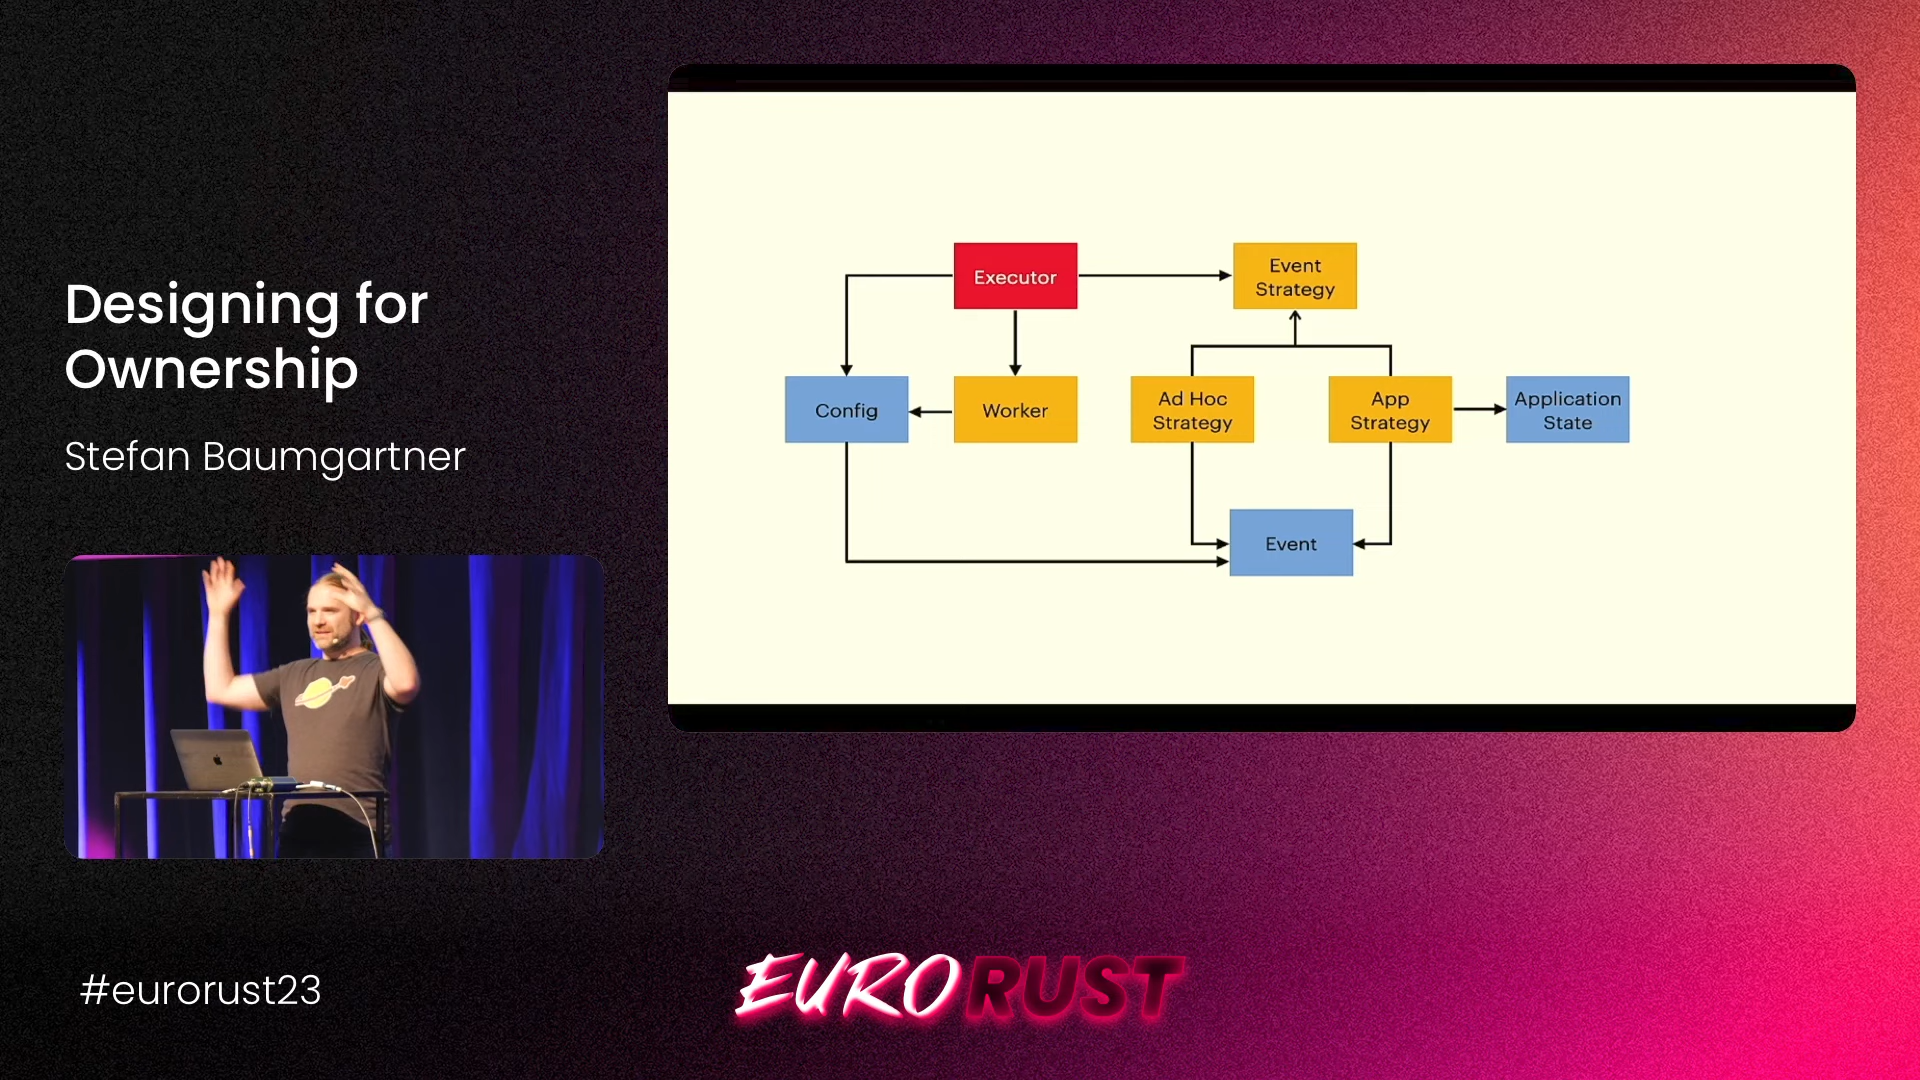 Designing for
Ownership
Stefan Baumgartner
Executor
Event
Strategy
Config
Worker
Ad Hoc
Strategy
App
Strategy
Application
State
Event
#eurorust23
EURORUST